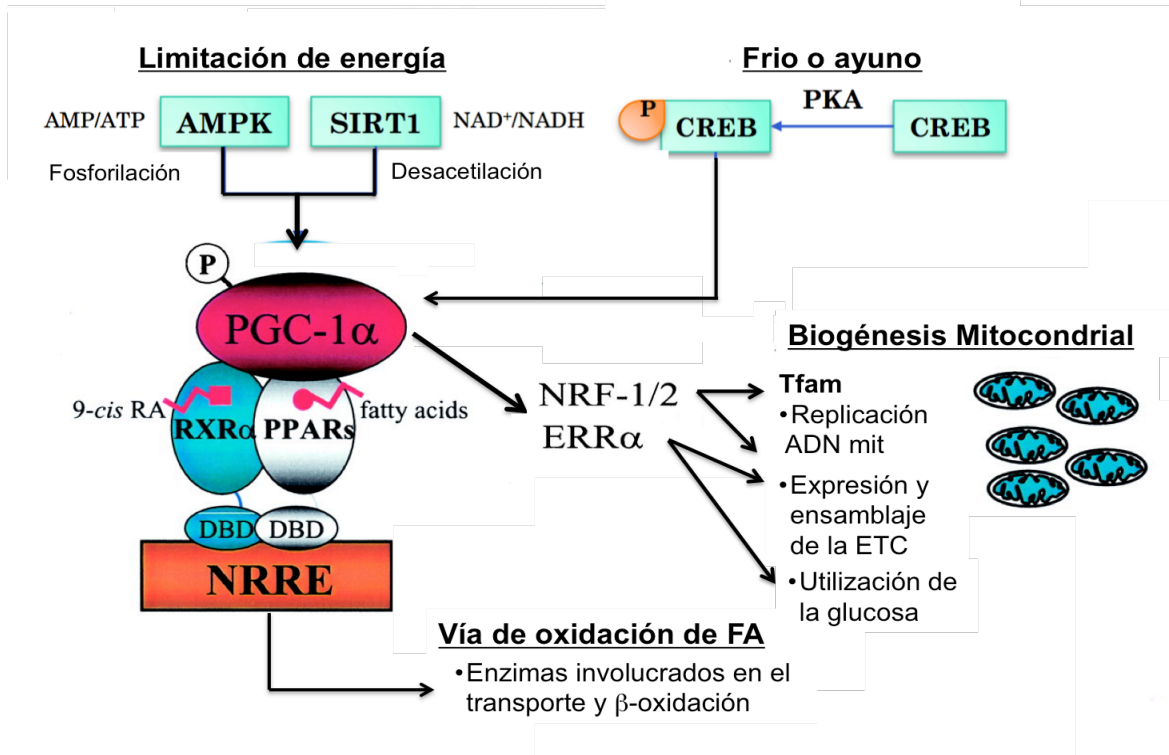 Limitación de energía
Frio o ayuno
AMP/ATP
AMPK
SIRT1
NAD⁺/NADH
P
CREB
PKA
CREB
Fosforilación
Desacetilación
P
PGC-1α
9-cis RA
fatty acids
RXRα
PPARs
DBD
DBD
NRRE
NRF-1/2
ERRα
Biogénesis Mitocondrial
Tfam
•Replicación
ADN mit
•Expresión y
ensamblaje
de la ETC
•Utilización de
la glucosa
Vía de oxidación de FA
•Enzimas involucrados en el
transporte y β-oxidación